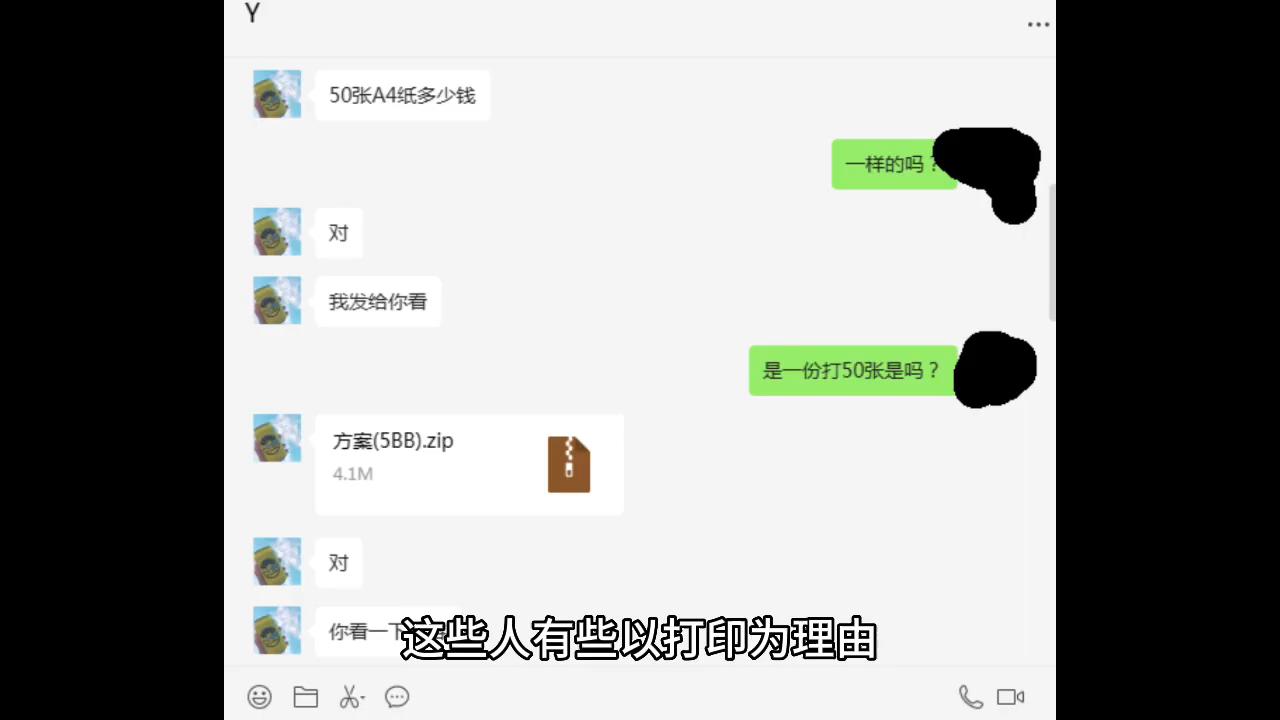 Y
50张A4纸多少钱
一样的吗？
对
我发给你看
是一份打50张是吗？
方案(5BB).zip
4.1M
对
你看一下
这些人有些以打印为理由